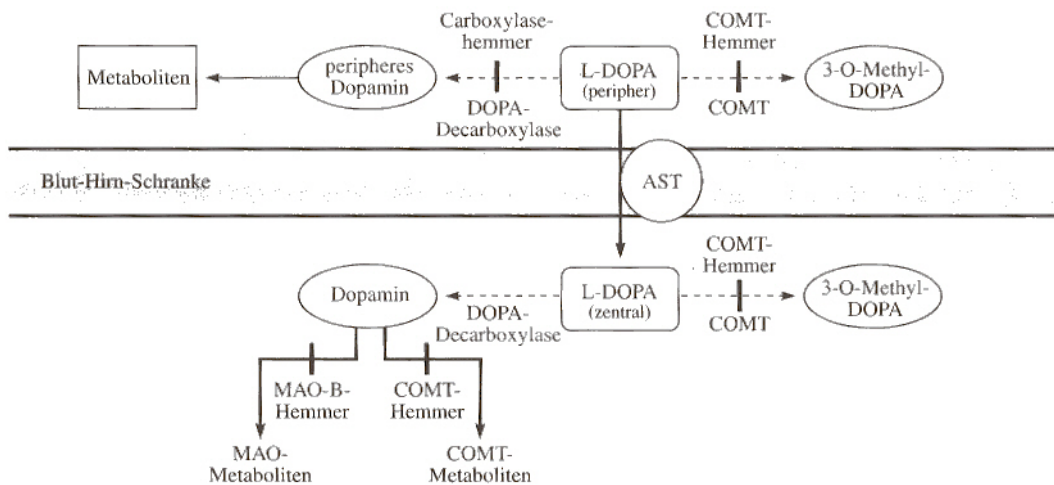 Carboxylase-
hemmer
COMT-
Hemmer
Metaboliten
peripheres
Dopamin
L-DOPA
(peripher)
3-O-Methyl-
DOPA
DOPA-
Decarboxylase
COMT
Blut-Hirn-Schranke
AST
COMT-
Hemmer
Dopamin
L-DOPA
(zentral)
3-O-Methyl-
DOPA
DOPA-
Decarboxylase
COMT
MAO-B-
Hemmer
COMT-
Hemmer
MAO-
Metaboliten
COMT-
Metaboliten